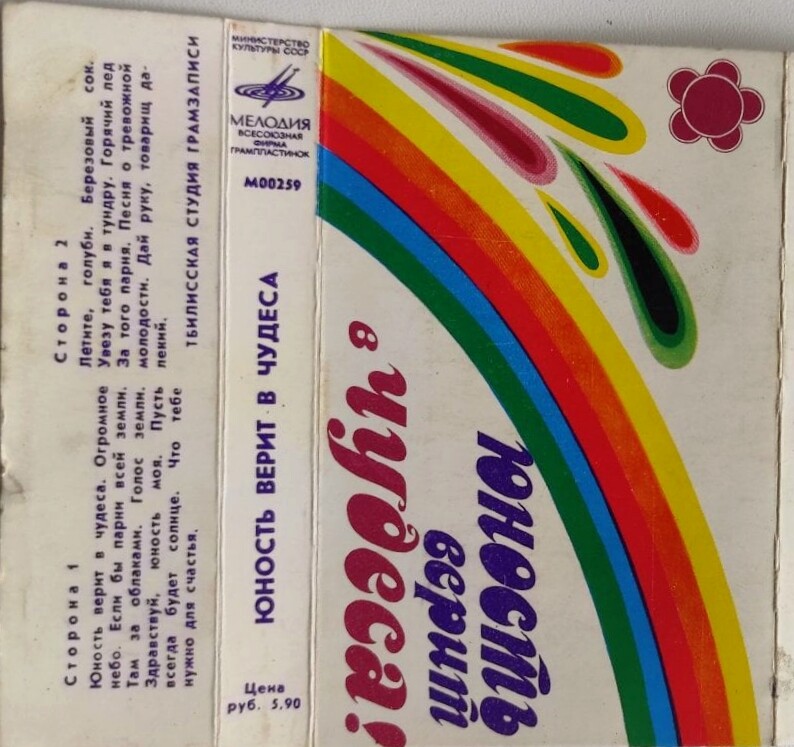 Сторона 1
Юность верит в чудеса. Огромное
небо. Если бы парни всей земли.
Там за облаками. Голос земли.
Здравствуй, юность моя. Пусть
всегда будет солнце. Что тебе
нужно для счастья.
Сторона 2
Летите, голуби. Березовый сок.
Увезу тебя я в тундру. Горячий лед
За того парня. Песня о тревожной
молодости. Дай руку, товарищ да-
лекий.
ТБИЛИССКАЯ СТУДИЯ ГРАМЗАПИСИ
МИНИСТЕРСТВО
КУЛЬТУРЫ СССР
МЕЛОДИЯ
ВСЕСОЮЗНАЯ
ФИРМА
ГРАМПЛАСТИНОК
М00259
ЮНОСТЬ ВЕРИТ В ЧУДЕСА
Цена
руб. 5.90
Юность
верит
в чудеса!